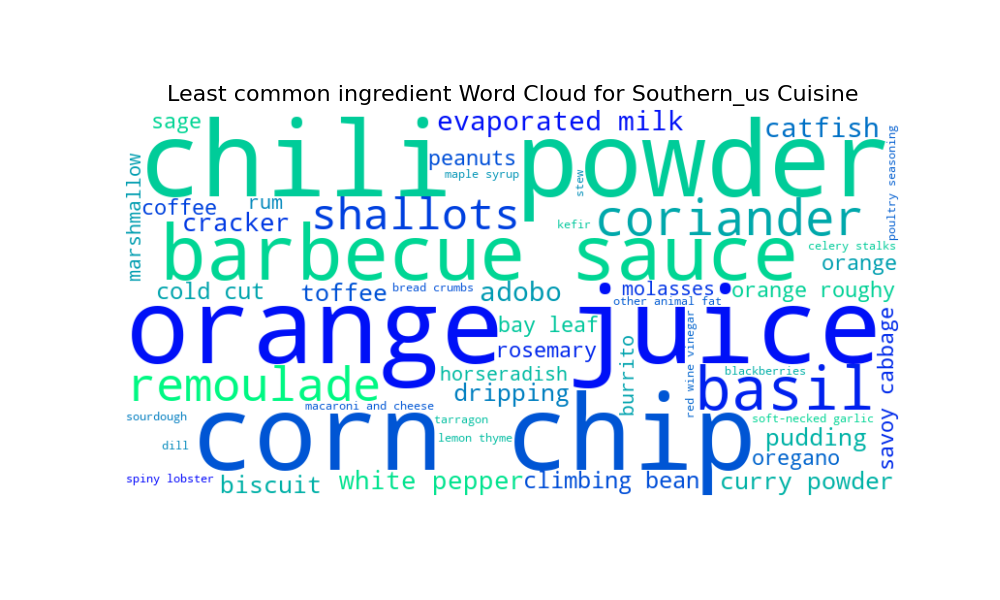 Least common ingredient Word Cloud for Southern_us Cuisine
sage
chili powder
evaporated milk
catfish
peanuts
maple syrup
stew
poultry seasoning
marshmallow
coffee
rum
cracker
shallots
kefir
coriander
barbecue sauce
celery stalks
orange
cold cut
toffee
bread crumbs
adobo
molasses
orange roughy
other animal fat
orange juice
bay leaf
rosemary
burrito
red wine vinegar
savoy cabbage
remoulade
horseradish
dripping
blackberries
basil
macaroni and cheese
sourdough
corn chip
tarragon
soft-necked garlic
dill
lemon thyme
pudding
oregano
spiny lobster
biscuit
white pepper
climbing bean
curry powder